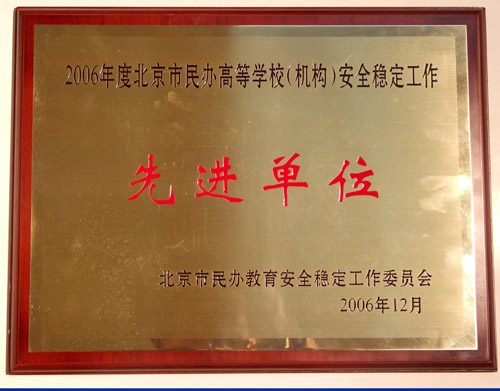 2006年度北京市民办高等学校(机构)安全稳定工作
先进单位
北京市民办教育安全稳定工作委员会
2006年12月